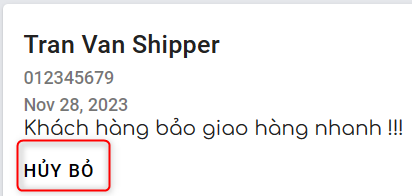 Tran Van Shipper
012345679
Nov 28, 2023
Khách hàng bảo giao hàng nhanh !!!
HỦY BỎ